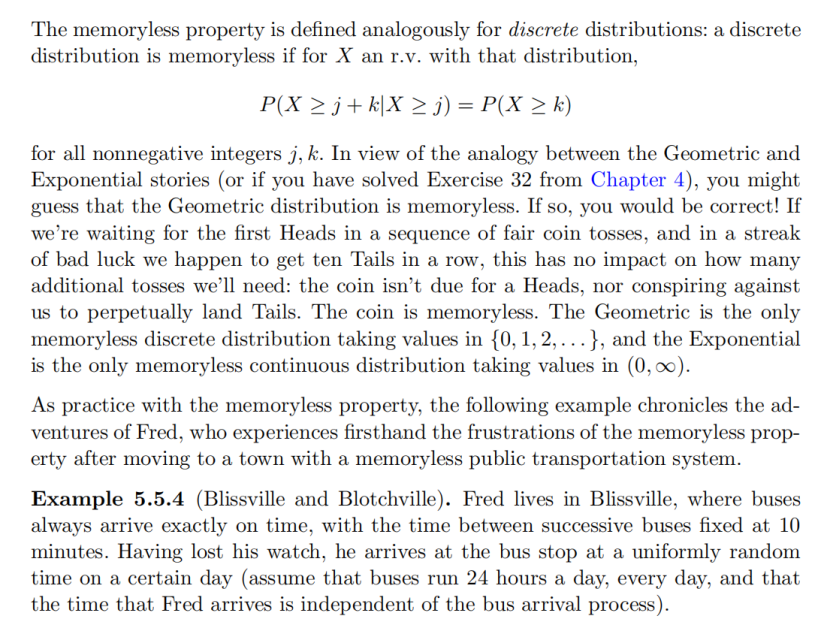 The memoryless property is defined analogously for discrete distributions: a discrete
distribution is memoryless if for X an r.v. with that distribution,
P(X ≥ j + k|X ≥ j) = P(X ≥ k)
for all nonnegative integers j, k. In view of the analogy between the Geometric and
Exponential stories (or if you have solved Exercise 32 from Chapter 4), you might
guess that the Geometric distribution is memoryless. If so, you would be correct! If
we're waiting for the first Heads in a sequence of fair coin tosses, and in a streak
of bad luck we happen to get ten Tails in a row, this has no impact on how many
additional tosses we'll need: the coin isn't due for a Heads, nor conspiring against
us to perpetually land Tails. The coin is memoryless. The Geometric is the only
memoryless discrete distribution taking values in {0, 1, 2, . . . }, and the Exponential
is the only memoryless continuous distribution taking values in (0, ∞).
As practice with the memoryless property, the following example chronicles the ad-
ventures of Fred, who experiences firsthand the frustrations of the memoryless prop-
erty after moving to a town with a memoryless public transportation system.
Example 5.5.4 (Blissville and Blotchville). Fred lives in Blissville, where buses
always arrive exactly on time, with the time between successive buses fixed at 10
minutes. Having lost his watch, he arrives at the bus stop at a uniformly random
time on a certain day (assume that buses run 24 hours a day, every day, and that
the time that Fred arrives is independent of the bus arrival process).